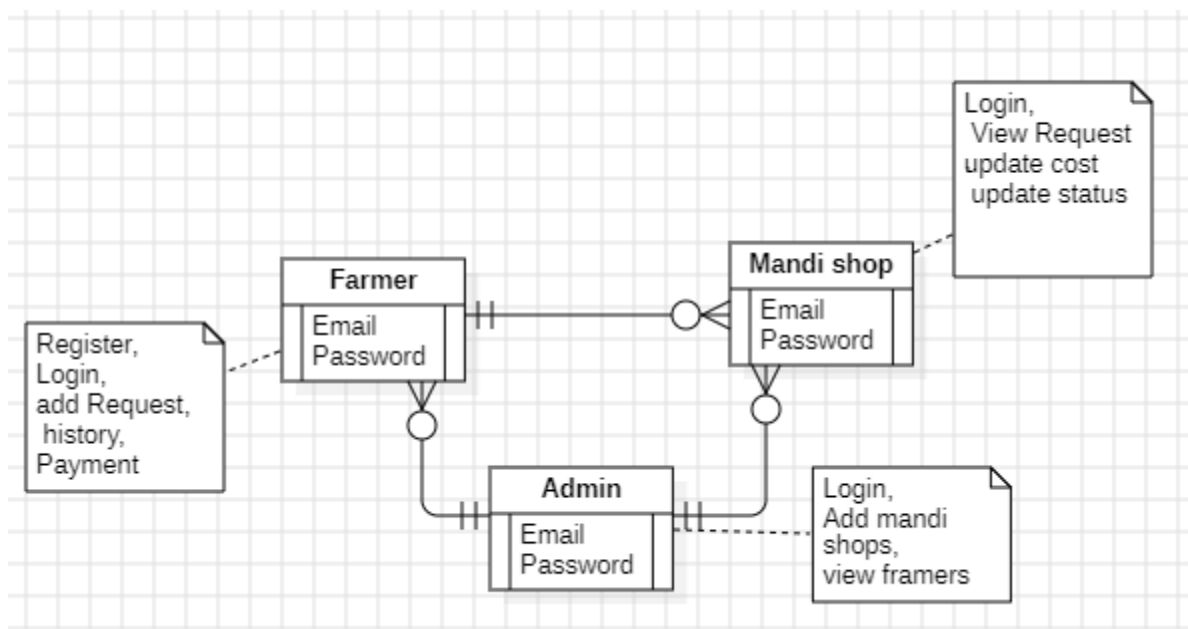 Login,
View Request
update cost
update status
Mandi shop
Email
Password
Farmer
Email
Password
Register,
Login,
add Request,
history,
Payment
Admin
Email
Password
Login,
Add mandi
shops,
view framers